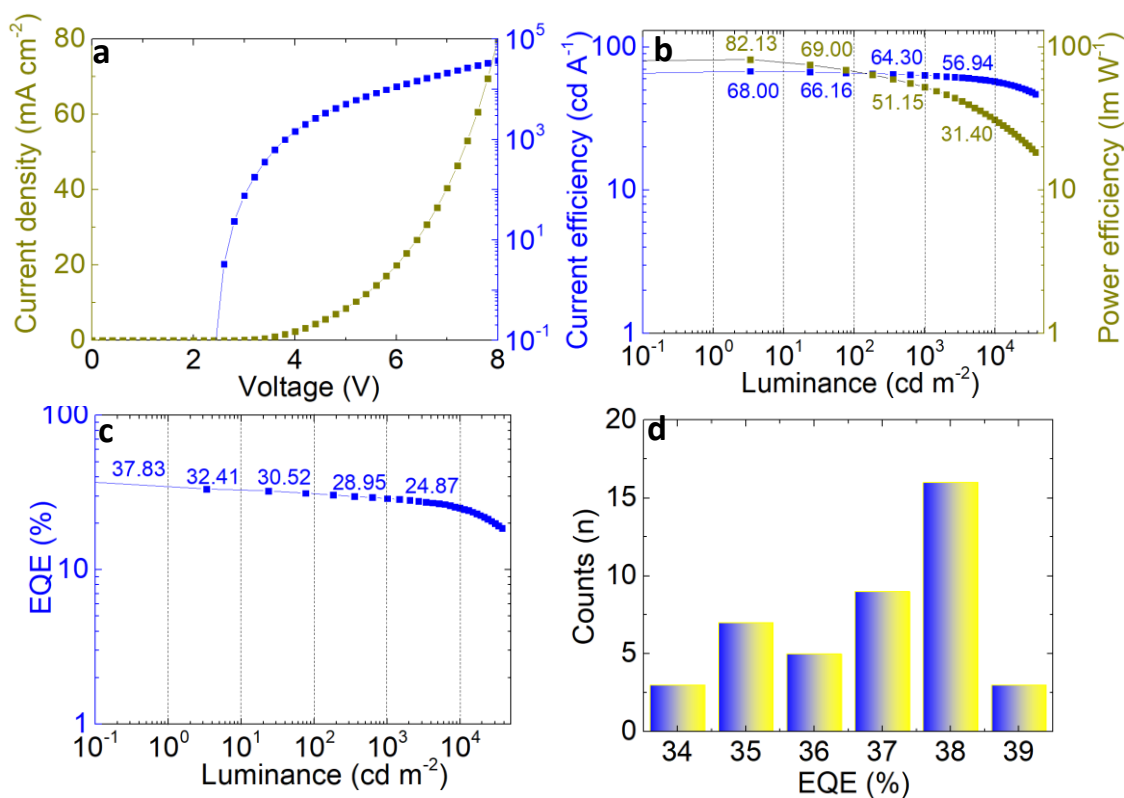 a
80
60
40
20
0
Current density (mA cm⁻²)
0 2 4 6 8
Voltage (V)
10⁵
10³
10¹
10⁻¹
b
Current efficiency (cd A⁻¹)
100
10
1
82.13 69.00 64.30 56.94
68.00 66.16 51.15 31.40
100
10
1
Power efficiency (lm W⁻¹)
10⁻¹ 10⁰ 10¹ 10² 10³ 10⁴
Luminance (cd m⁻²)
c
EQE (%)
100
10
1
37.83 32.41 30.52 28.95 24.87
10⁻¹ 10⁰ 10¹ 10² 10³ 10⁴
Luminance (cd m⁻²)
d
Counts (n)
20
15
10
5
0
34 35 36 37 38 39
EQE (%)